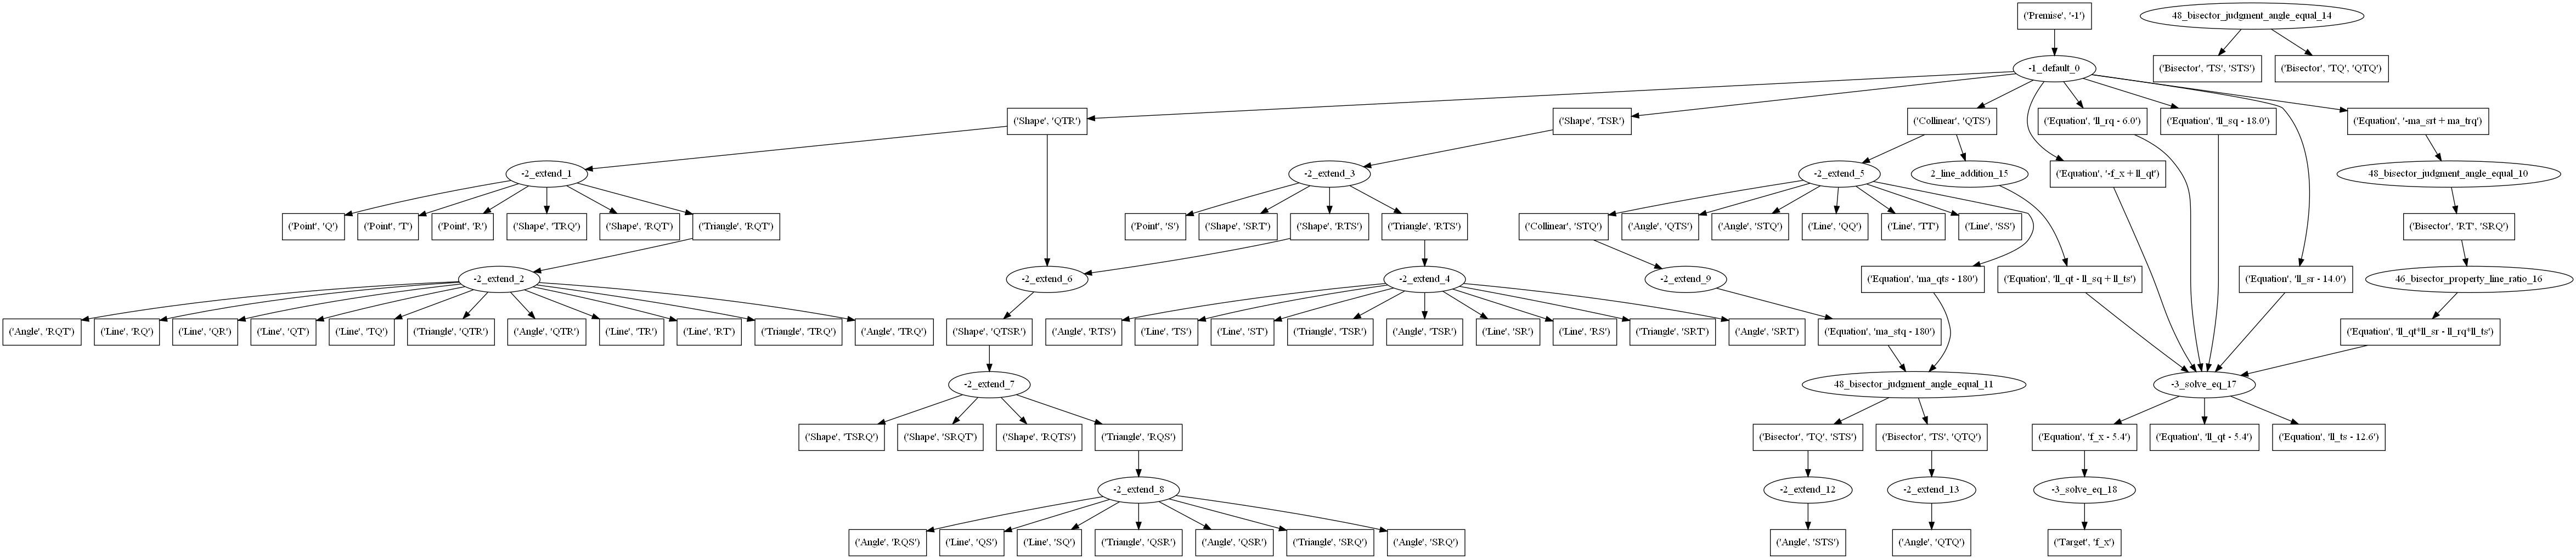 ('Premise', '-1')
48_bisector_judgment_angle_equal_14
-1_default_0
('Bisector', 'TS', 'STS')
('Bisector', 'TQ', 'QTQ')
('Shape', 'QTR')
('Shape', 'TSR')
('Collinear', 'QTS')
('Equation', 'll_rq - 6.0')
('Equation', 'll_sq - 18.0')
('Equation', '-ma_srt + ma_trq')
-2_extend_1
-2_extend_3
-2_extend_5
2_line_addition_15
('Equation', '-f_x + ll_qt')
48_bisector_judgment_angle_equal_10
('Point', 'Q')
('Point', 'T')
('Point', 'R')
('Shape', 'TRQ')
('Shape', 'RQT')
('Triangle', 'RQT')
('Point', 'S')
('Shape', 'SRT')
('Shape', 'RTS')
('Triangle', 'RTS')
('Collinear', 'STQ')
('Angle', 'QTS')
('Angle', 'STQ')
('Line', 'QQ')
('Line', 'TT')
('Line', 'SS')
('Bisector', 'RT', 'SRQ')
-2_extend_2
-2_extend_6
-2_extend_4
-2_extend_9
('Equation', 'ma_qts - 180')
('Equation', 'll_qt - ll_sq + ll_ts')
('Equation', 'll_sr - 14.0')
46_bisector_property_line_ratio_16
('Angle', 'RQT')
('Line', 'RQ')
('Line', 'QR')
('Line', 'QT')
('Line', 'TQ')
('Triangle', 'QTR')
('Angle', 'QTR')
('Line', 'TR')
('Line', 'RT')
('Triangle', 'TRQ')
('Angle', 'TRQ')
('Shape', 'QTSR')
('Angle', 'RTS')
('Line', 'TS')
('Line', 'ST')
('Triangle', 'TSR')
('Angle', 'TSR')
('Line', 'SR')
('Line', 'RS')
('Triangle', 'SRT')
('Angle', 'SRT')
('Equation', 'ma_stq - 180')
('Equation', 'll_qt*ll_sr - ll_rq*ll_ts')
-2_extend_7
48_bisector_judgment_angle_equal_11
-3_solve_eq_17
('Shape', 'TSRQ')
('Shape', 'SRQT')
('Shape', 'RQTS')
('Triangle', 'RQS')
('Bisector', 'TQ', 'STS')
('Bisector', 'TS', 'QTQ')
('Equation', 'f_x - 5.4')
('Equation', 'll_qt - 5.4')
('Equation', 'll_ts - 12.6')
-2_extend_8
-2_extend_12
-2_extend_13
-3_solve_eq_18
('Angle', 'RQS')
('Line', 'QS')
('Line', 'SQ')
('Triangle', 'QSR')
('Angle', 'QSR')
('Triangle', 'SRQ')
('Angle', 'SRQ')
('Angle', 'STS')
('Angle', 'QTQ')
('Target', 'f_x')